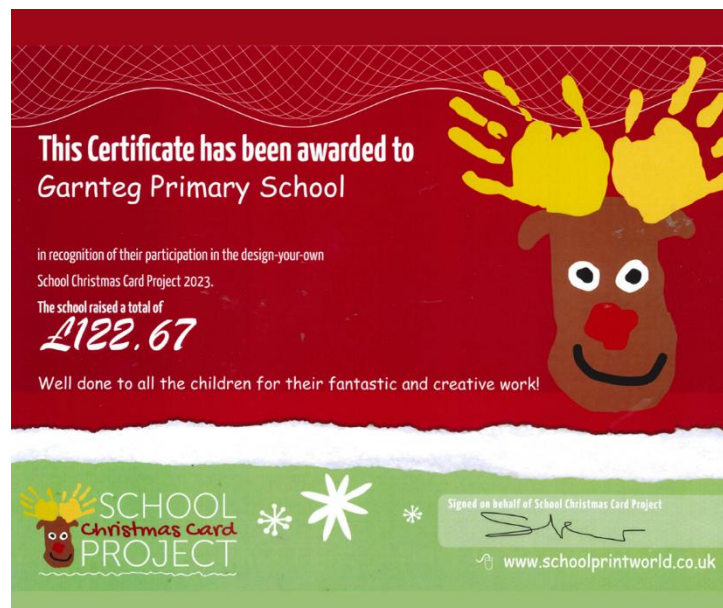 This Certificate has been awarded to
Garnteg Primary School
in recognition of their participation in the design-your-own
School Christmas Card Project 2023.
The school raised a total of
£122.67
Well done to all the children for their fantastic and creative work!
SCHOOL
Christmas Card
PROJECT
Signed on behalf of School Christmas Card Project
www.schoolprintworld.co.uk